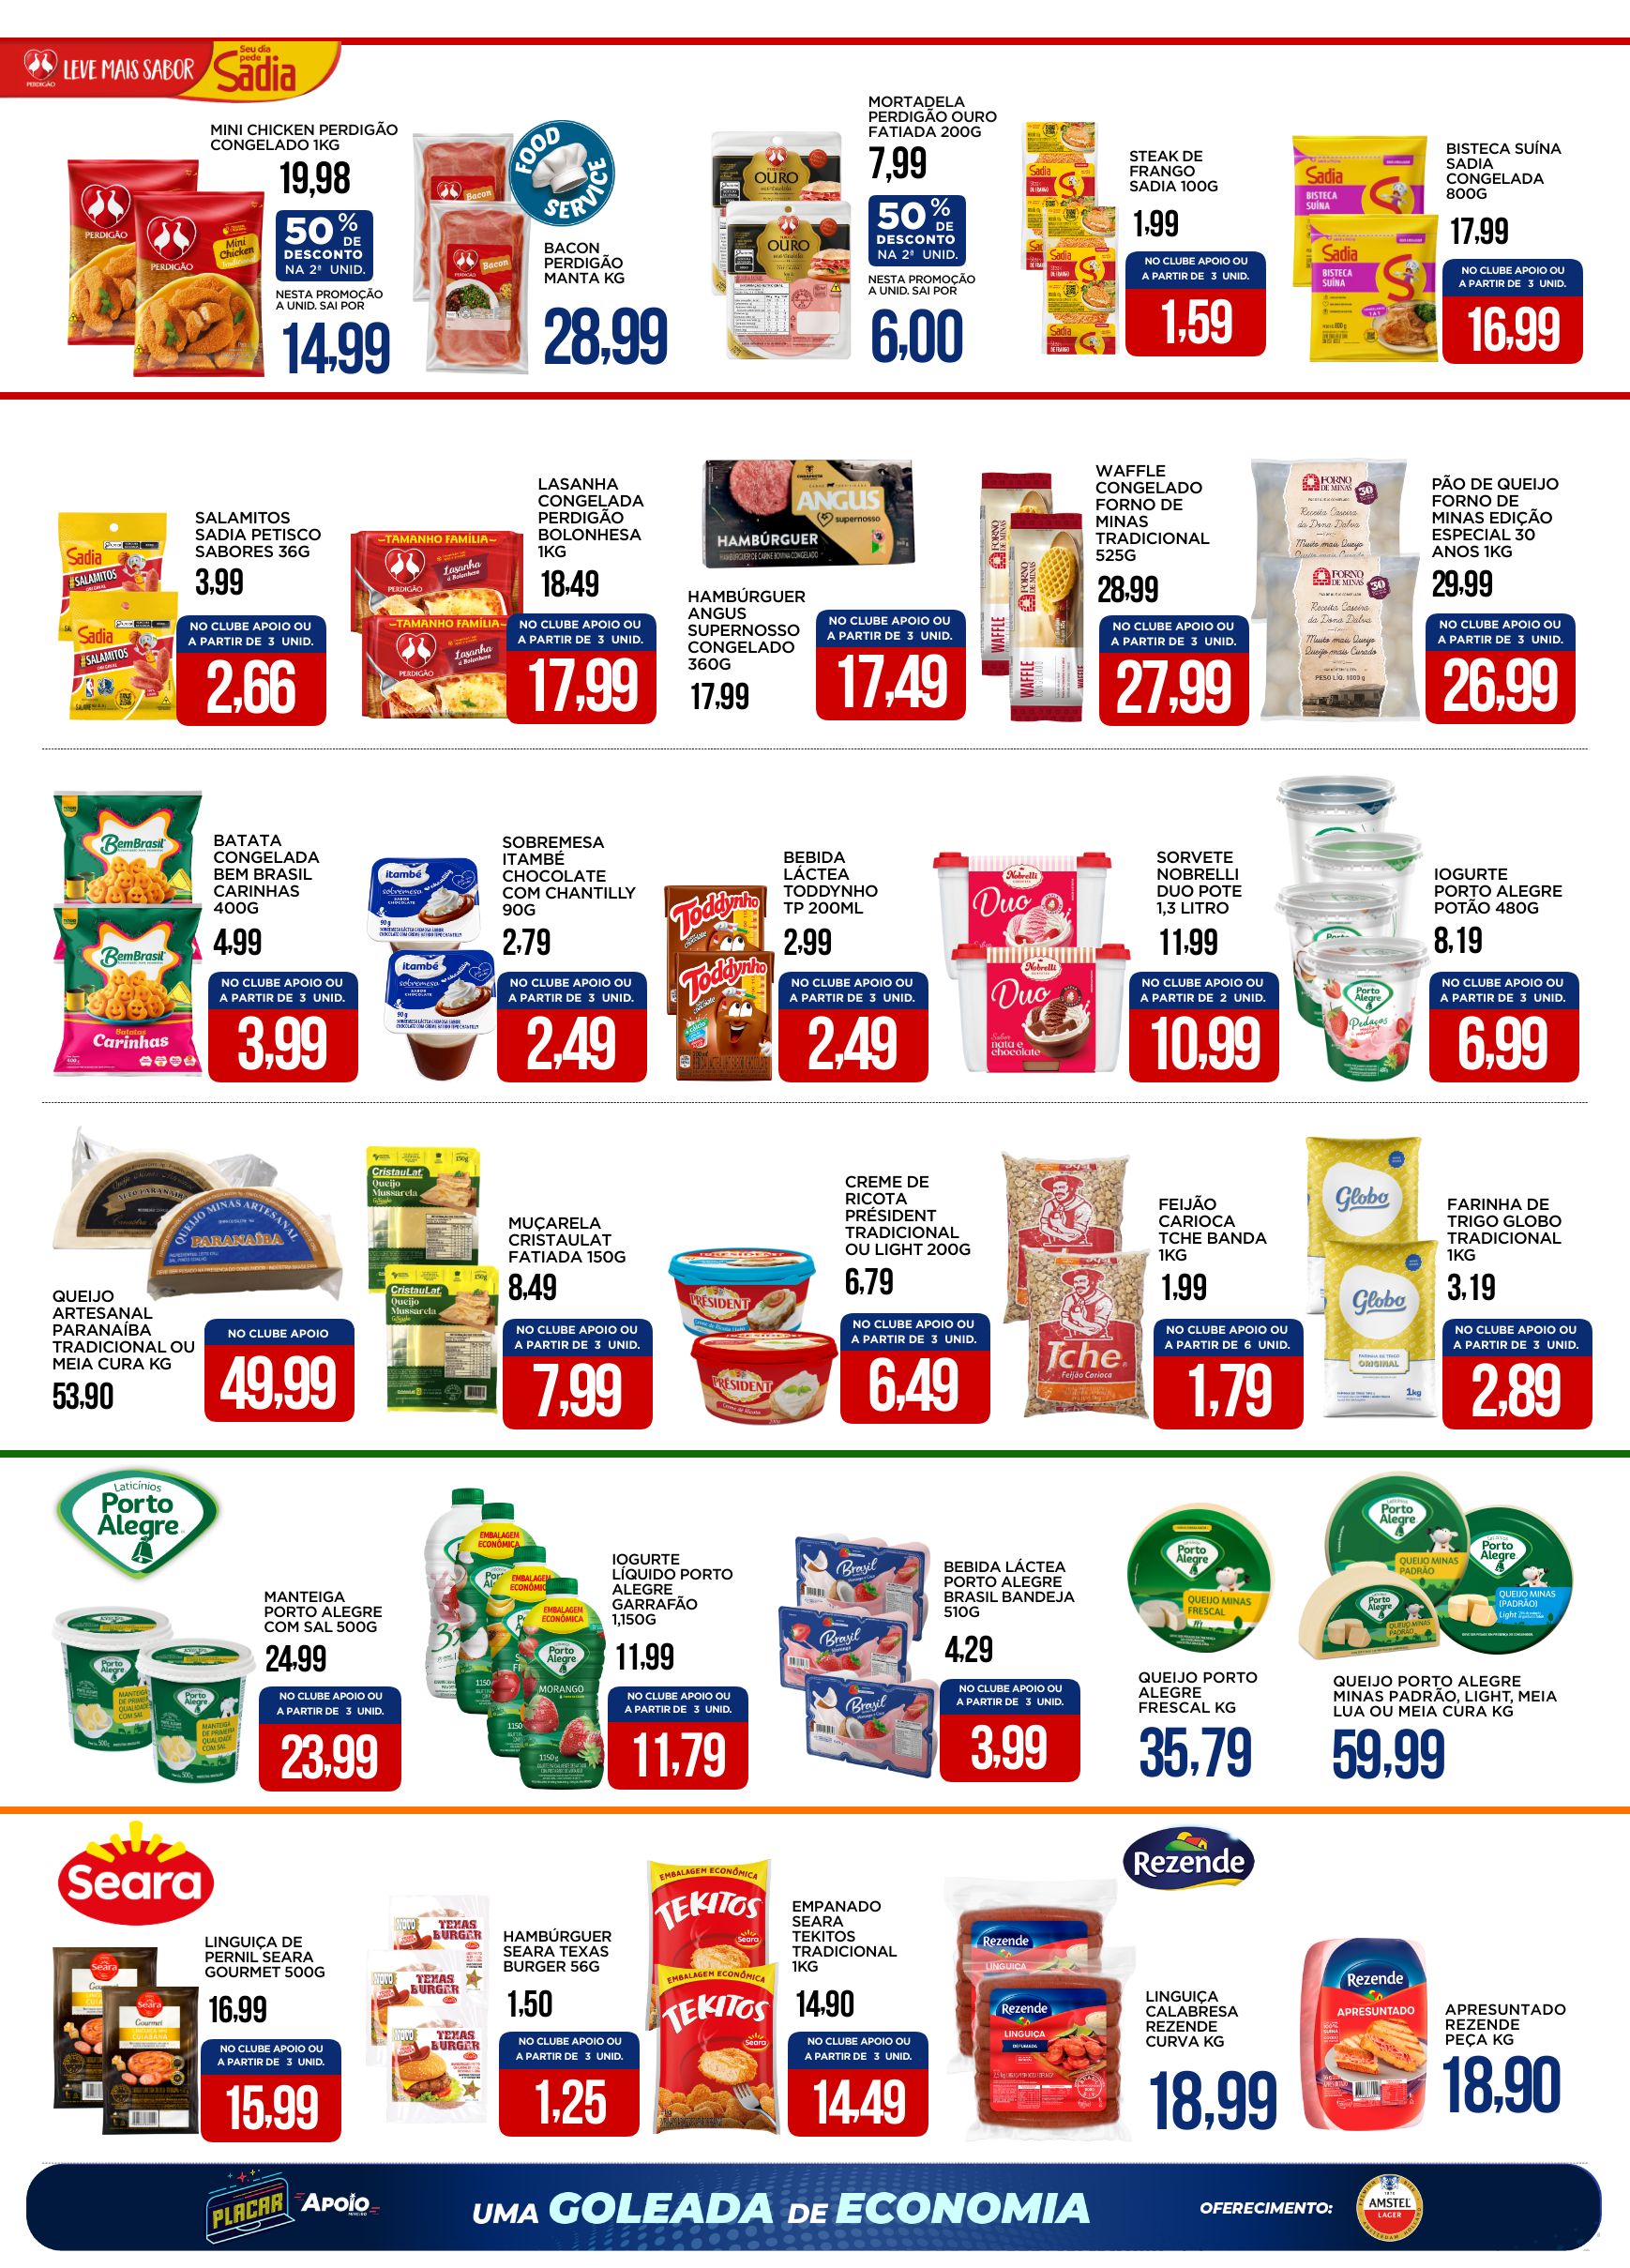 PERDIGÃO
LEVE MAIS SABOR
Seu dia
pede
Sadia
MINI CHICKEN PERDIGÃO
CONGELADO 1KG
19,98
50% DE
DESCONTO
NA 2ª UNID.
NESTA PROMOÇÃO
A UNID. SAI POR
14,99
FOOD
SERVICE
BACON
PERDIGÃO
MANTA KG
28,99
MORTADELA
PERDIGÃO OURO
FATIADA 200G
7,99
50% DE
DESCONTO
NA 2ª UNID.
NESTA PROMOÇÃO
A UNID. SAI POR
6,00
STEAK DE
FRANGO
SADIA 100G
1,99
NO CLUBE APOIO OU
A PARTIR DE 3 UNID.
1,59
BISTECA SUÍNA
SADIA
CONGELADA
800G
17,99
NO CLUBE APOIO OU
A PARTIR DE 3 UNID.
16,99
SALAMITOS
SADIA PETISCO
SABORES 36G
3,99
NO CLUBE APOIO OU
A PARTIR DE 3 UNID.
2,66
LASANHA
CONGELADA
PERDIGÃO
BOLONHESA
1KG
18,49
NO CLUBE APOIO OU
A PARTIR DE 3 UNID.
17,99
ANGUS
supernosso
HAMBÚRGUER
HAMBÚRGUER
ANGUS
SUPERNOSSO
CONGELADO
360G
17,99
NO CLUBE APOIO OU
A PARTIR DE 3 UNID.
17,49
WAFFLE
CONGELADO
FORNO DE
MINAS
TRADICIONAL
525G
28,99
NO CLUBE APOIO OU
A PARTIR DE 3 UNID.
27,99
PÃO DE QUEIJO
FORNO DE
MINAS EDIÇÃO
ESPECIAL 30
ANOS 1KG
29,99
NO CLUBE APOIO OU
A PARTIR DE 3 UNID.
26,99
BATATA
CONGELADA
BEM BRASIL
CARINHAS
400G
4,99
NO CLUBE APOIO OU
A PARTIR DE 3 UNID.
3,99
SOBREMESA
ITAMBÉ
CHOCOLATE
COM CHANTILLY
90G
2,79
NO CLUBE APOIO OU
A PARTIR DE 3 UNID.
2,49
BEBIDA
LÁCTEA
TODDYNHO
TP 200ML
2,99
NO CLUBE APOIO OU
A PARTIR DE 3 UNID.
2,49
SORVETE
NOBRELLI
DUO POTE
1,3 LITRO
11,99
NO CLUBE APOIO OU
A PARTIR DE 2 UNID.
10,99
IOGURTE
PORTO ALEGRE
POTÃO 480G
8,19
NO CLUBE APOIO OU
A PARTIR DE 3 UNID.
6,99
QUEIJO
ARTESANAL
PARANAÍBA
TRADICIONAL OU
MEIA CURA KG
53,90
NO CLUBE APOIO
49,99
MUÇARELA
CRISTAULAT
FATIADA 150G
8,49
NO CLUBE APOIO OU
A PARTIR DE 3 UNID.
7,99
CREME DE
RICOTA
PRÉSIDENT
TRADICIONAL
OU LIGHT 200G
6,79
NO CLUBE APOIO OU
A PARTIR DE 3 UNID.
6,49
FEIJÃO
CARIOCA
TCHE BANDA
1KG
1,99
NO CLUBE APOIO OU
A PARTIR DE 6 UNID.
1,79
FARINHA DE
TRIGO GLOBO
TRADICIONAL
1KG
3,19
NO CLUBE APOIO OU
A PARTIR DE 3 UNID.
2,89
Laticínios
Porto
Alegre
MANTEIGA
PORTO ALEGRE
COM SAL 500G
24,99
NO CLUBE APOIO OU
A PARTIR DE 3 UNID.
23,99
IOGURTE
LÍQUIDO PORTO
ALEGRE
GARRAFÃO
1,150G
11,99
NO CLUBE APOIO OU
A PARTIR DE 3 UNID.
11,79
BEBIDA LÁCTEA
PORTO ALEGRE
BRASIL BANDEJA
510G
4,29
NO CLUBE APOIO OU
A PARTIR DE 3 UNID.
3,99
QUEIJO PORTO
ALEGRE
FRESCAL KG
35,79
QUEIJO PORTO ALEGRE
MINAS PADRÃO, LIGHT, MEIA
LUA OU MEIA CURA KG
59,99
Seara
LINGUIÇA DE
PERNIL SEARA
GOURMET 500G
16,99
NO CLUBE APOIO OU
A PARTIR DE 3 UNID.
15,99
HAMBÚRGUER
SEARA TEXAS
BURGER 56G
1,50
NO CLUBE APOIO OU
A PARTIR DE 3 UNID.
1,25
EMBALAGEM ECONÔMICA
TEKITOS
EMPANADO
SEARA
TEKITOS
TRADICIONAL
1KG
14,90
NO CLUBE APOIO OU
A PARTIR DE 3 UNID.
14,49
Rezende
LINGUIÇA
CALABRESA
REZENDE
CURVA KG
18,99
Rezende
APRESUNTADO
APRESUNTADO
REZENDE
PEÇA KG
18,90
PLACAR
Apoio
MINEIRO
UMA GOLEADA DE ECONOMIA
OFERECIMENTO:
AMSTEL
LAGER